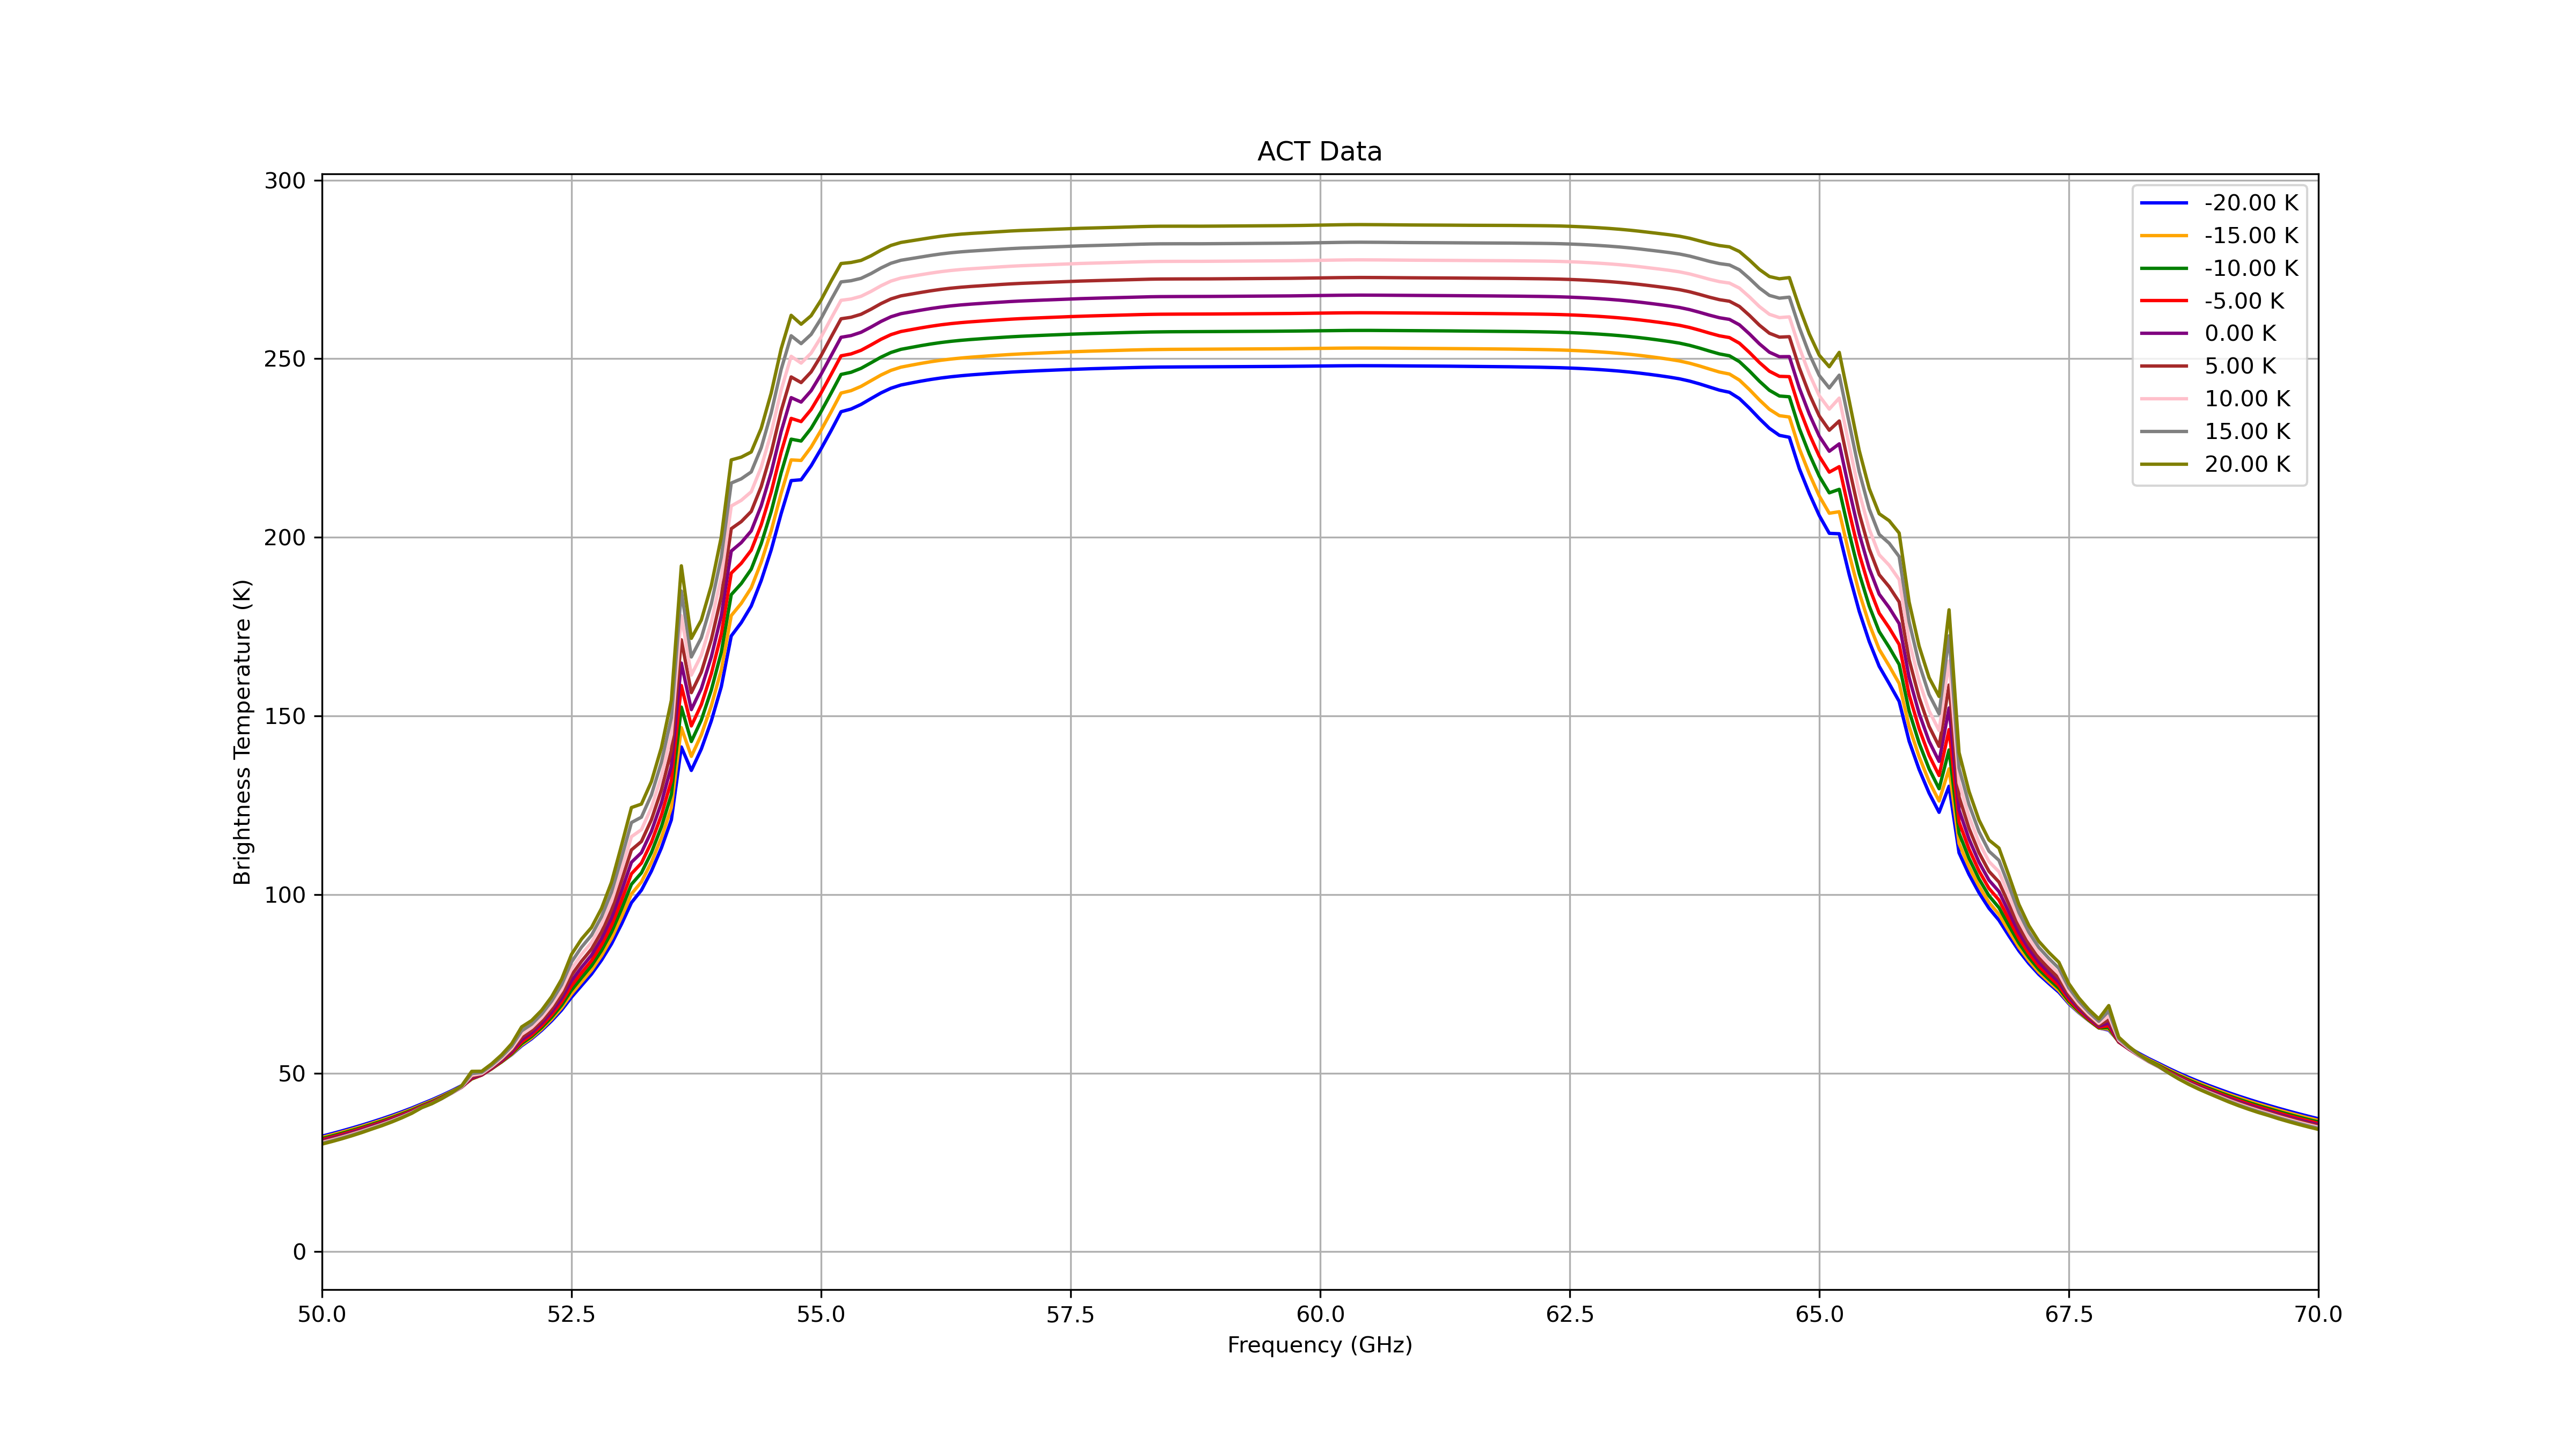 ACT Data
300
250
200
150
100
50
0
Brightness Temperature (K)
50.0 52.5 55.0 57.5 60.0 62.5 65.0 67.5 70.0
Frequency (GHz)
-20.00 K
-15.00 K
-10.00 K
-5.00 K
0.00 K
5.00 K
10.00 K
15.00 K
20.00 K